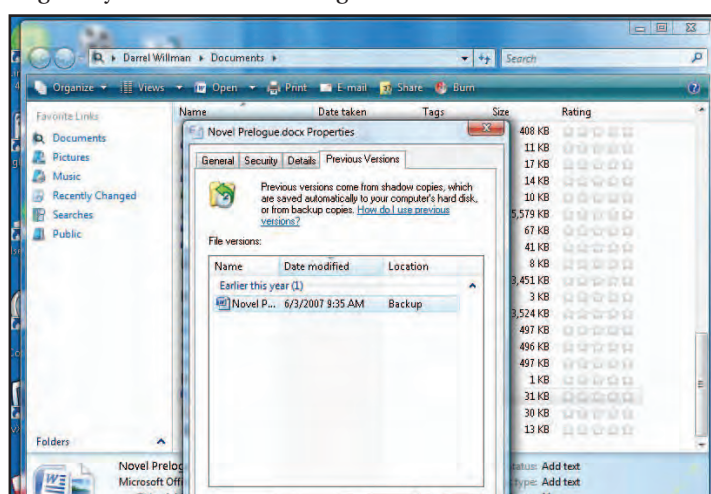 Darrel Willman ▸ Documents ▸
Search
Organize Views Open Print E-mail Share Burn
Favorite Links
Documents
Pictures
Music
Recently Changed
Searches
Public
Folders
Name Date taken Tags Size Rating
Novel Prologue.docx Properties
General Security Details Previous Versions
Previous versions come from shadow copies, which
are saved automatically to your computer's hard disk,
or from backup copies. How do I use previous
versions?
File versions:
Name Date modified Location
Earlier this year (1)
Novel P... 6/3/2007 9:35 AM Backup
408 KB
11 KB
17 KB
14 KB
10 KB
5,579 KB
67 KB
41 KB
8 KB
3,451 KB
3 KB
3,524 KB
497 KB
496 KB
497 KB
1 KB
31 KB
30 KB
13 KB
Novel Prelog
Microsoft Offi
status: Add text
type: Add text